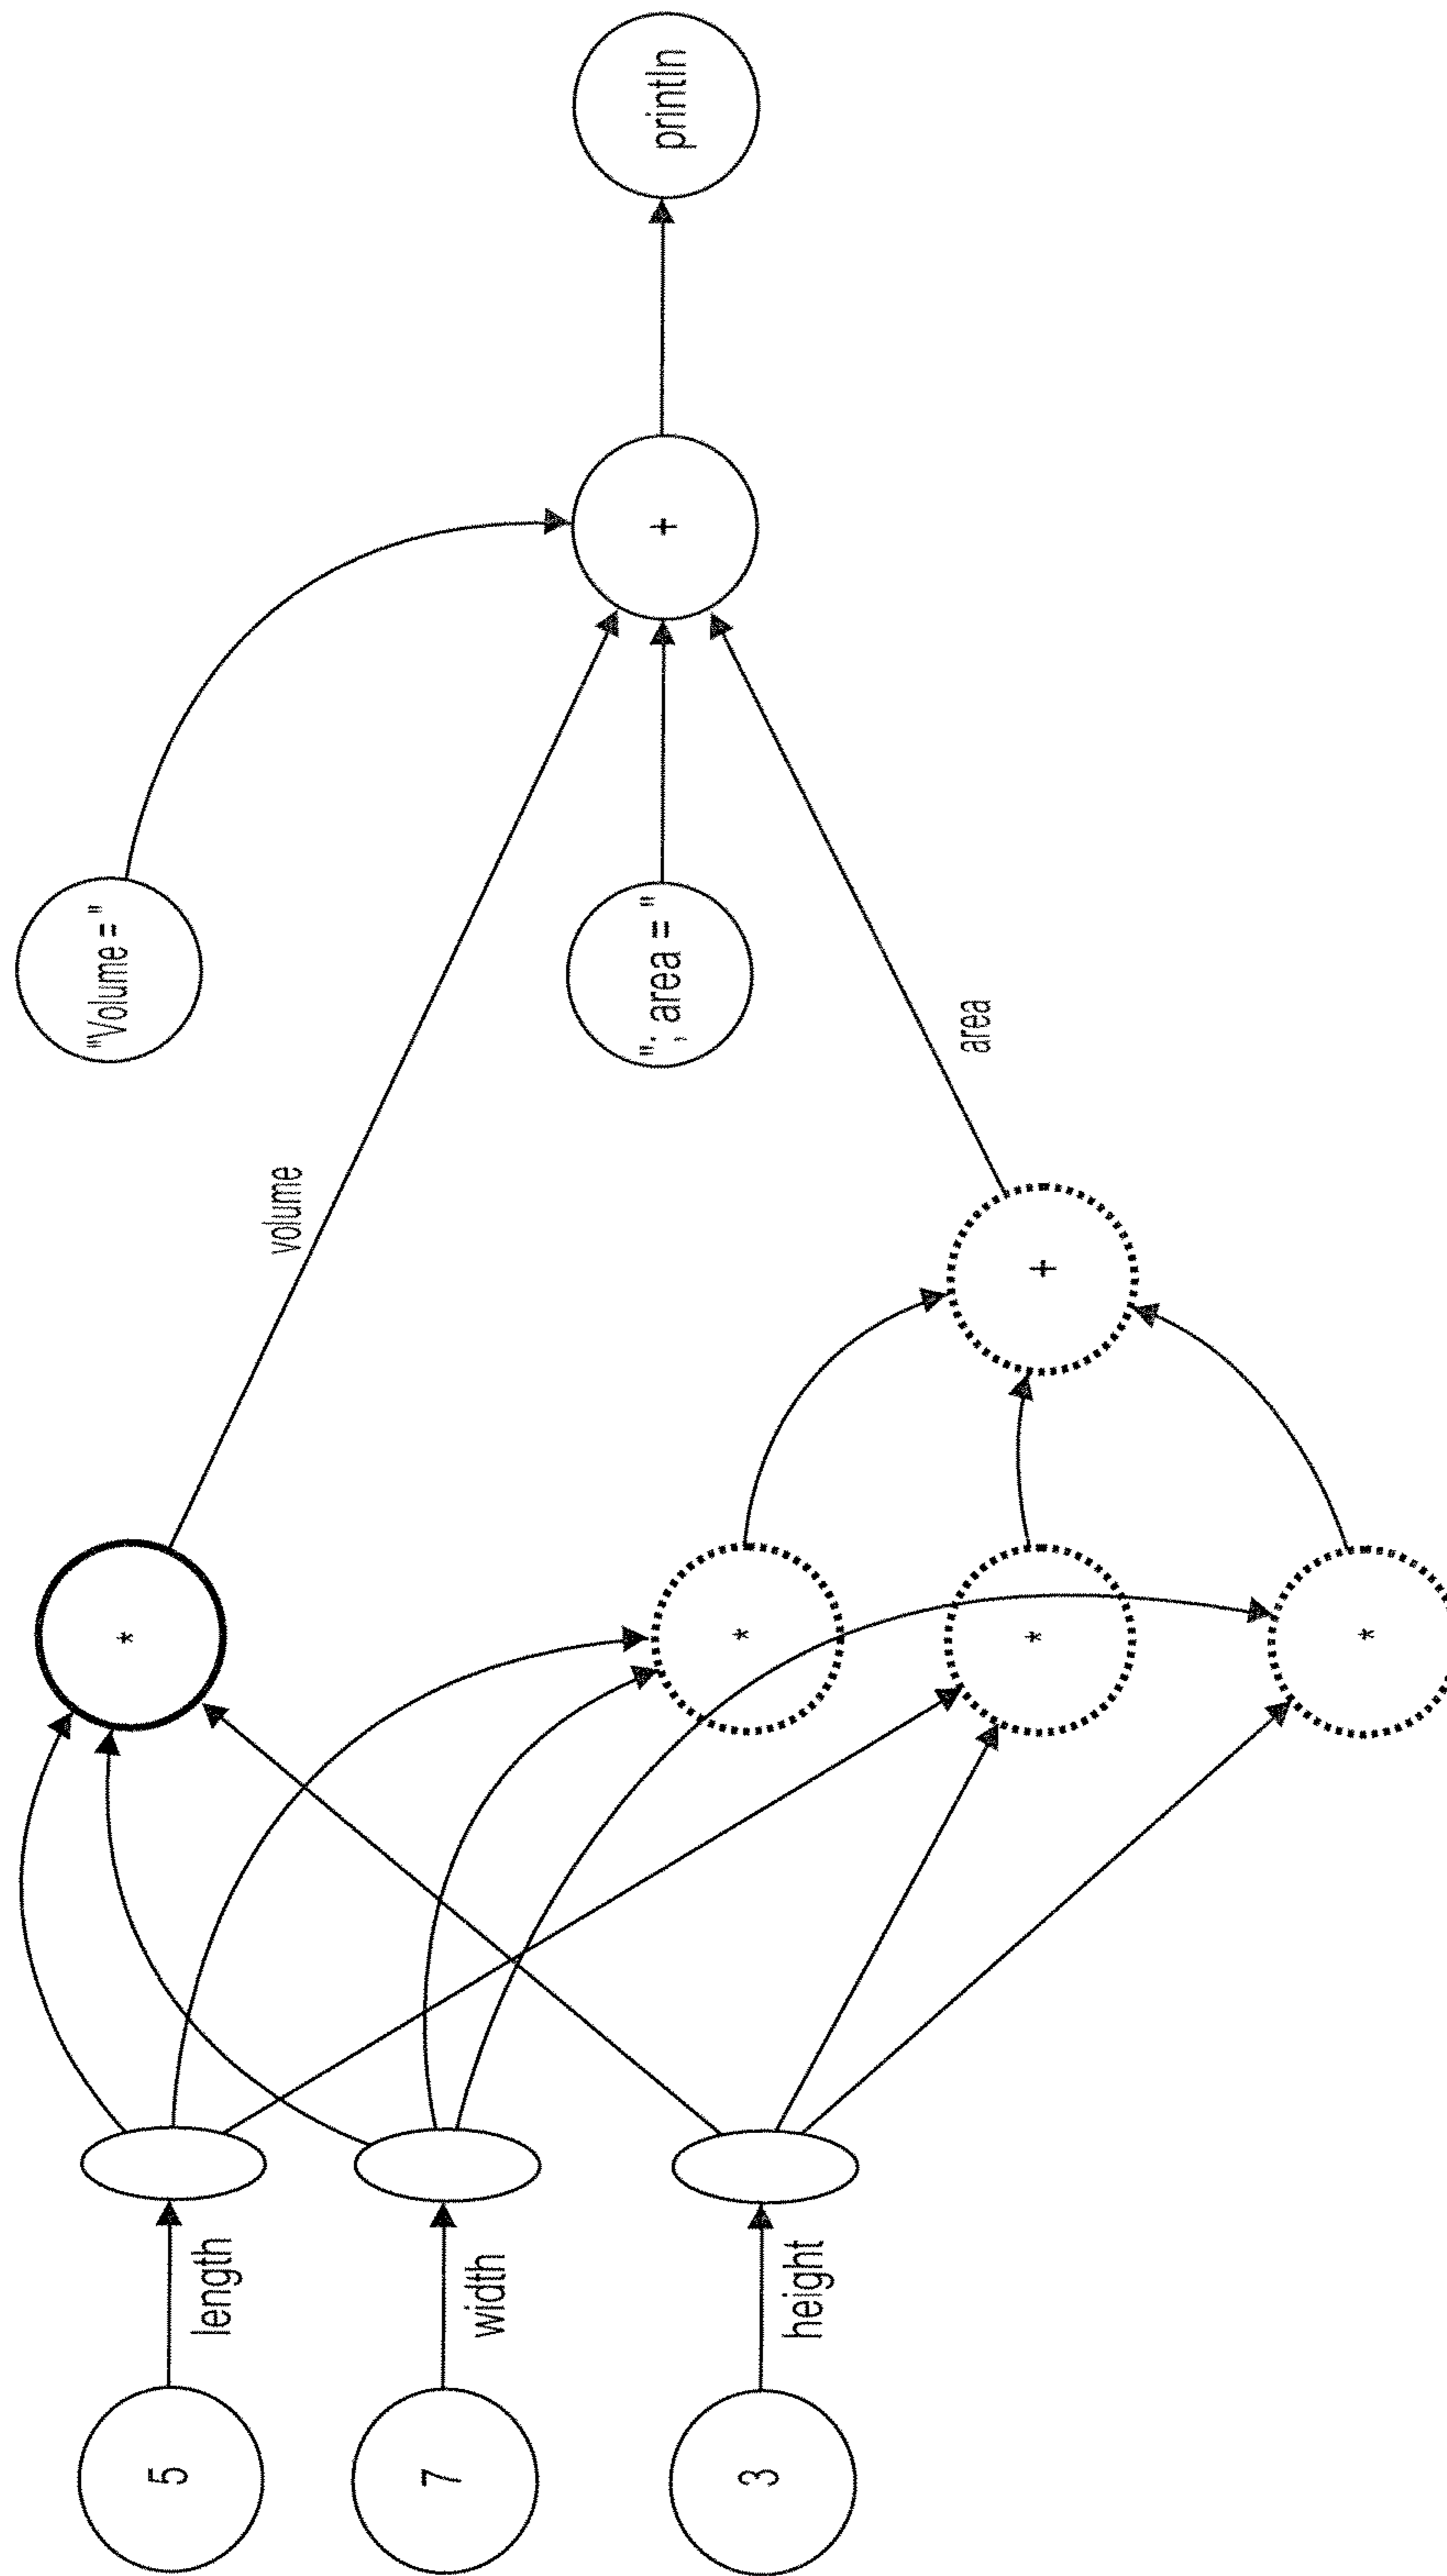 5
length
7
width
3
height
*
*
*
*
volume
+
area
"Volume = "
"; area = "
+
println